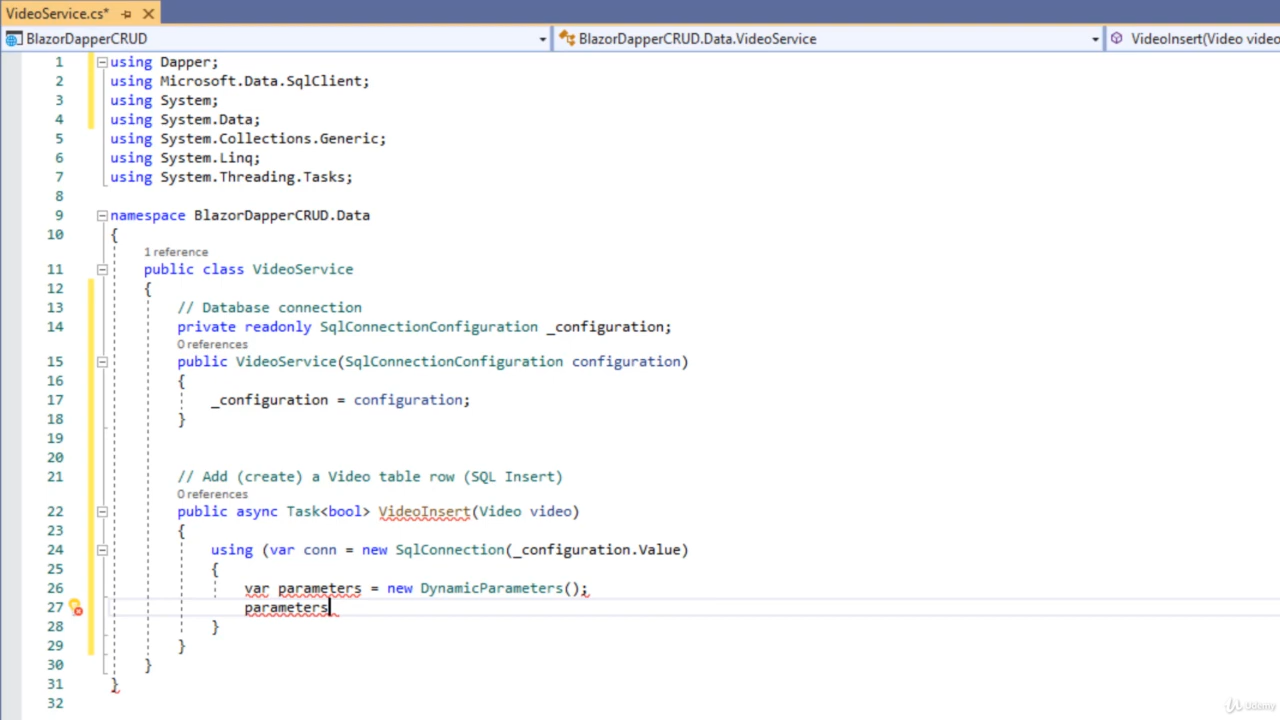 VideoService.cs*
BlazorDapperCRUD BlazorDapperCRUD.Data.VideoService VideoInsert(Video video
1 using Dapper;
2 using Microsoft.Data.SqlClient;
3 using System;
4 using System.Data;
5 using System.Collections.Generic;
6 using System.Linq;
7 using System.Threading.Tasks;
8
9 namespace BlazorDapperCRUD.Data
10 {
1 reference
11 public class VideoService
12 {
13 // Database connection
14 private readonly SqlConnectionConfiguration _configuration;
0 references
15 public VideoService(SqlConnectionConfiguration configuration)
16 {
17 _configuration = configuration;
18 }
19
20
21 // Add (create) a Video table row (SQL Insert)
0 references
22 public async Task<bool> VideoInsert(Video video)
23 {
24 using (var conn = new SqlConnection(_configuration.Value)
25 {
26 var parameters = new DynamicParameters();
27 parameters
28 }
29 }
30 }
31 }
32
Udemy